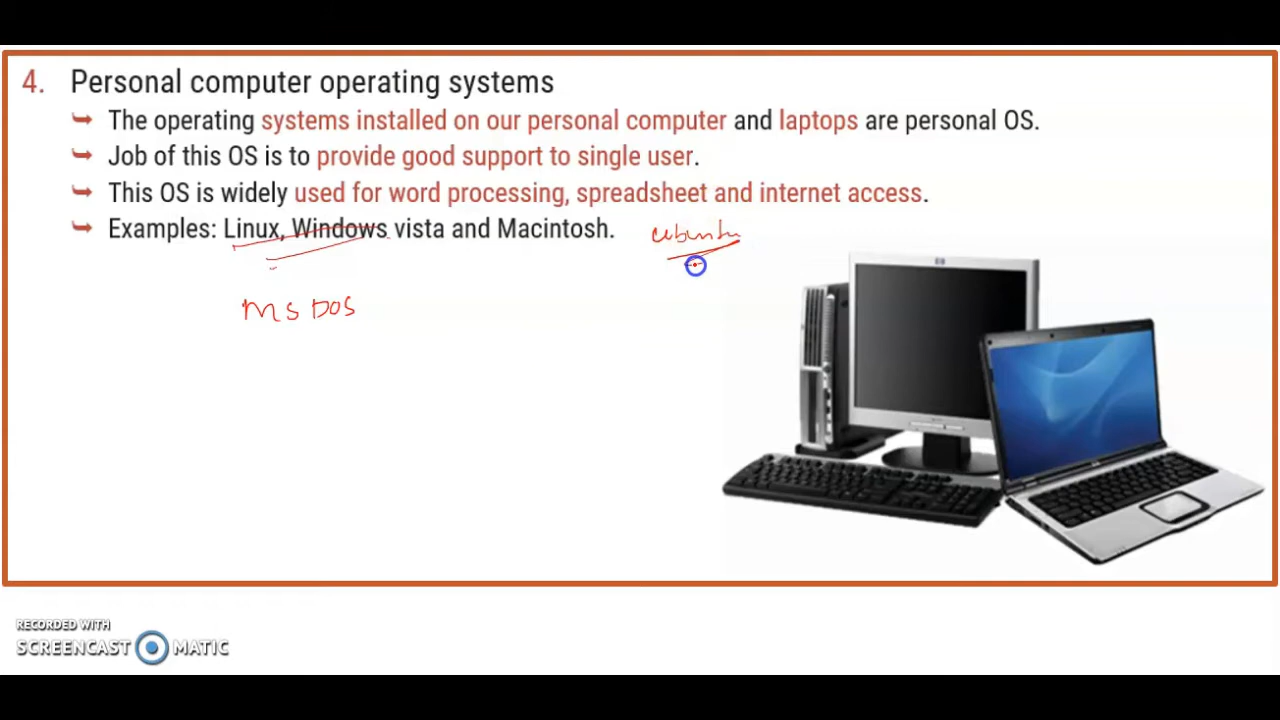 4. Personal computer operating systems
The operating systems installed on our personal computer and laptops are personal OS.
Job of this OS is to provide good support to single user.
This OS is widely used for word processing, spreadsheet and internet access.
Examples: Linux, Windows vista and Macintosh. ubuntu
MS DOS
RECORDED WITH
SCREENCAST MATIC